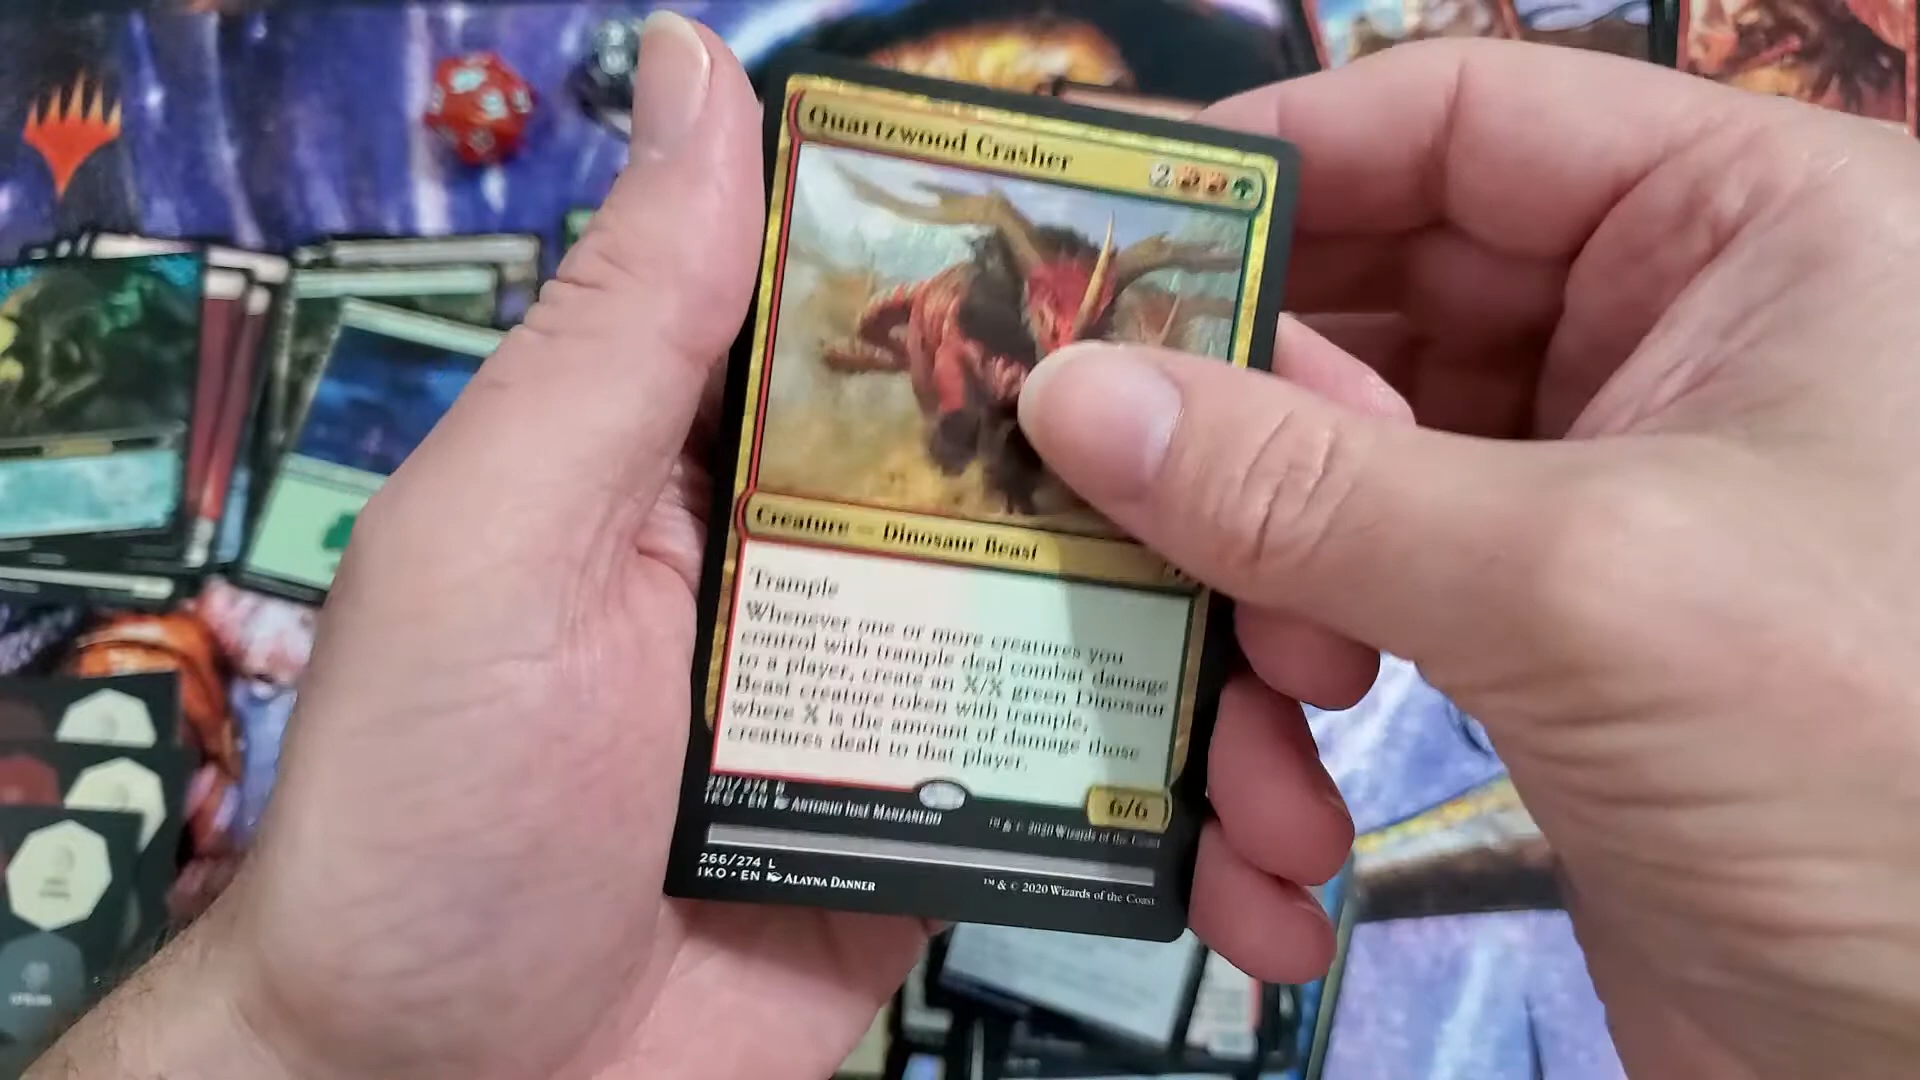 Quartzwood Crasher
2
Creature — Dinosaur Beast
Trample
Whenever one or more creatures you
control with trample deal combat damage
to a player, create an X/X green Dinosaur
Beast creature token with trample,
where X is the amount of damage those
creatures dealt to that player.
6/6
201/274 R
IKO • EN ANTONIO JOSÉ MANZANEDO
™ & © 2020 Wizards of the Coast
266/274 L
IKO • EN ALAYNA DANNER
™ & © 2020 Wizards of the Coast